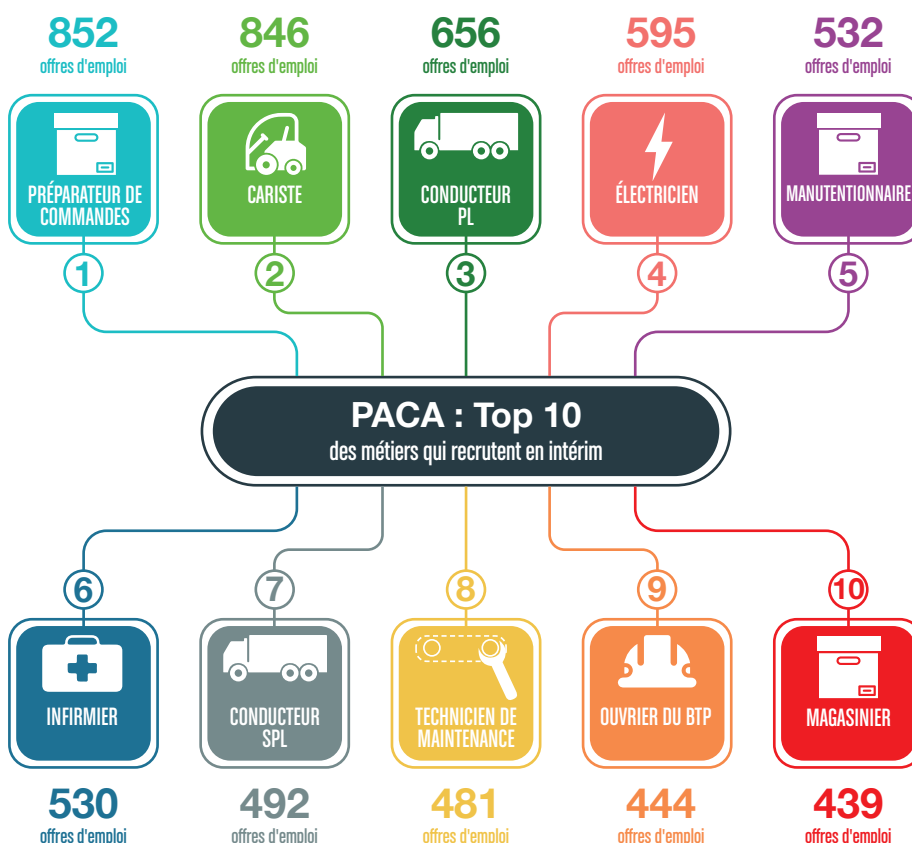 852
offres d'emploi
846
offres d'emploi
656
offres d'emploi
595
offres d'emploi
532
offres d'emploi
PRÉPARATEUR DE
COMMANDES
CARISTE
CONDUCTEUR
PL
ÉLECTRICIEN
MANUTENTIONNAIRE
1
2
3
4
5
PACA : Top 10
des métiers qui recrutent en intérim
6
7
8
9
10
INFIRMIER
CONDUCTEUR
SPL
TECHNICIEN DE
MAINTENANCE
OUVRIER DU BTP
MAGASINIER
530
offres d'emploi
492
offres d'emploi
481
offres d'emploi
444
offres d'emploi
439
offres d'emploi